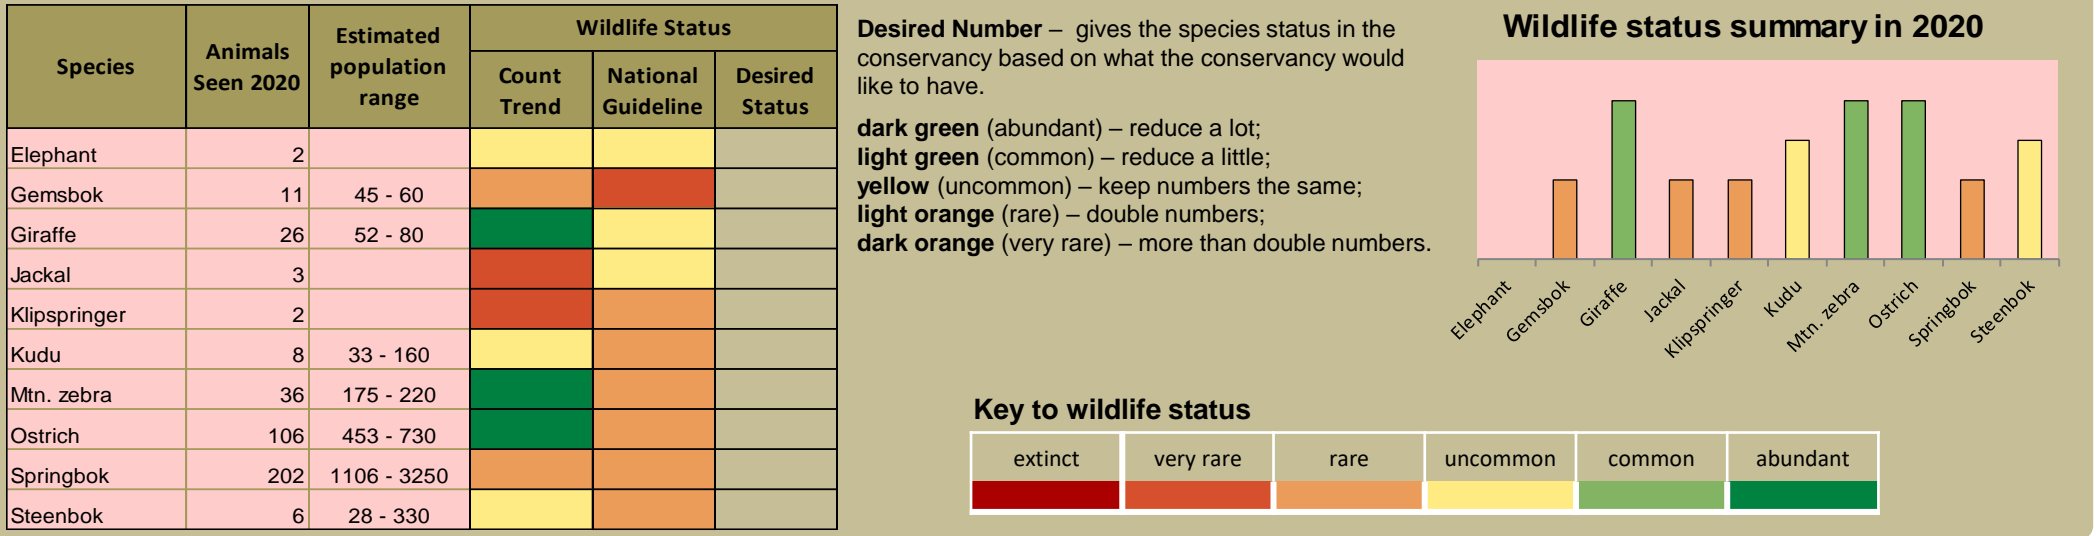 Species
Animals
Seen 2020
Estimated
population
range
Wildlife Status
Count
Trend
National
Guideline
Desired
Status
Elephant 2
Gemsbok 11 45 - 60
Giraffe 26 52 - 80
Jackal 3
Klipspringer 2
Kudu 8 33 - 160
Mtn. zebra 36 175 - 220
Ostrich 106 453 - 730
Springbok 202 1106 - 3250
Steenbok 6 28 - 330
Desired Number – gives the species status in the
conservancy based on what the conservancy would
like to have.
dark green (abundant) – reduce a lot;
light green (common) – reduce a little;
yellow (uncommon) – keep numbers the same;
light orange (rare) – double numbers;
dark orange (very rare) – more than double numbers.
Wildlife status summary in 2020
Elephant
Gemsbok
Giraffe
Jackal
Klipspringer
Kudu
Mtn. zebra
Ostrich
Springbok
Steenbok
Key to wildlife status
extinct very rare rare uncommon common abundant